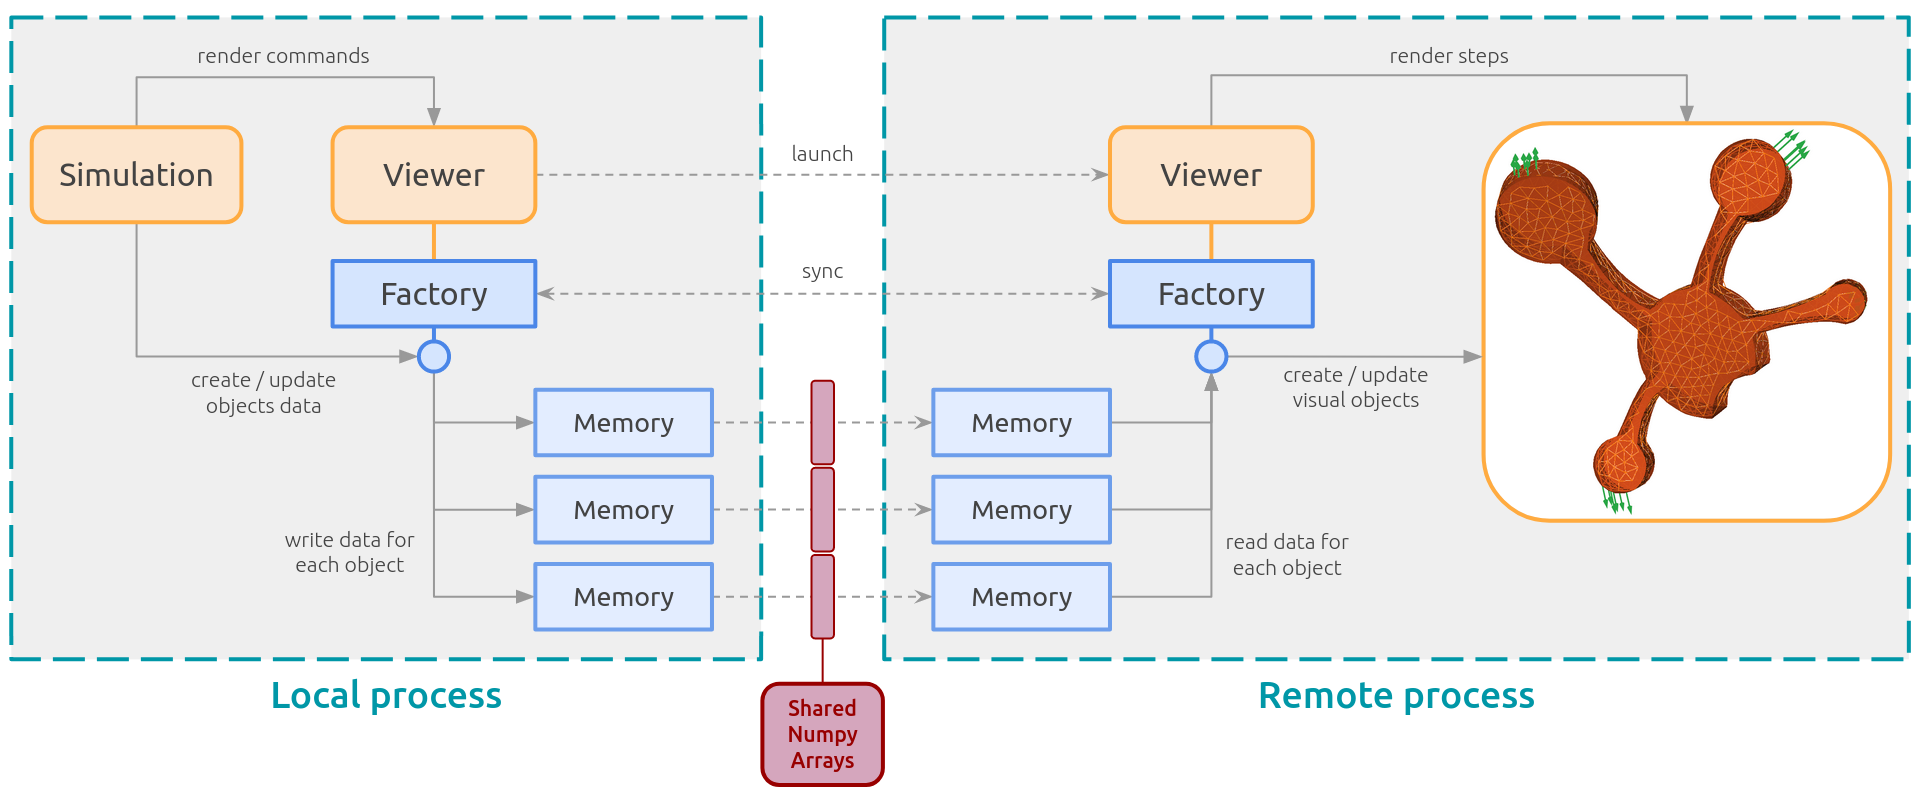 render commands
render steps
Simulation
Viewer
launch
Viewer
Factory
sync
Factory
create / update
objects data
create / update
visual objects
Memory
Memory
Memory
Memory
write data for
each object
read data for
each object
Memory
Memory
Local process
Remote process
Shared
Numpy
Arrays